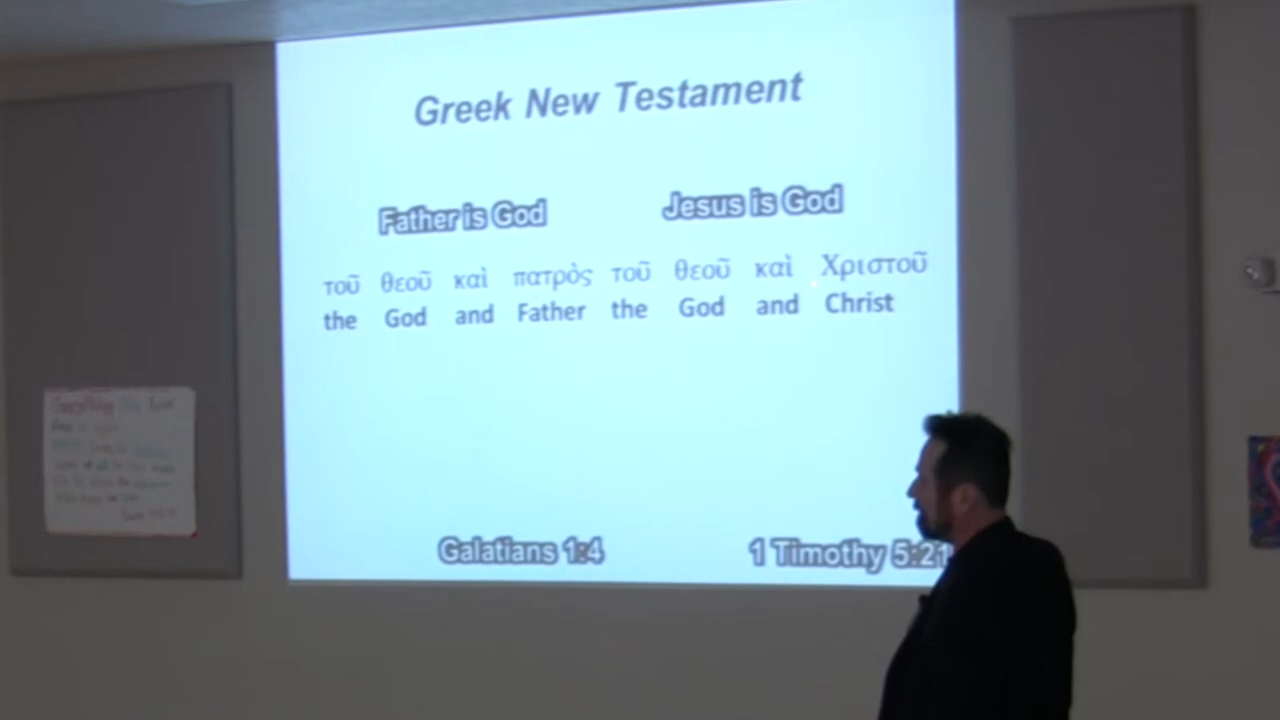 Greek New Testament
Father is God
Jesus is God
τοῦ θεοῦ καὶ πατρὸς τοῦ θεοῦ καὶ Χριστοῦ
the God and Father the God and Christ
Galatians 1:4
1 Timothy 5:21